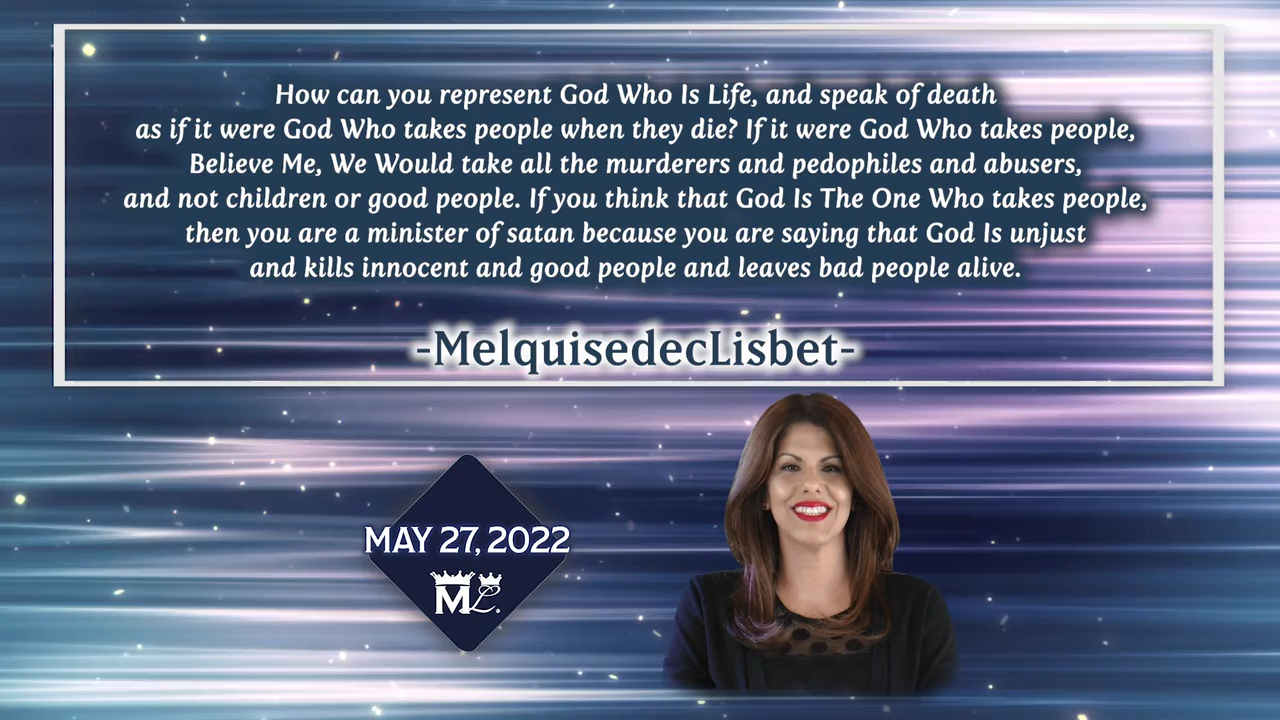 How can you represent God Who Is Life, and speak of death
as if it were God Who takes people when they die? If it were God Who takes people,
Believe Me, We Would take all the murderers and pedophiles and abusers,
and not children or good people. If you think that God Is The One Who takes people,
then you are a minister of satan because you are saying that God Is unjust
and kills innocent and good people and leaves bad people alive.
-MelquisedecLisbet-
MAY 27, 2022
ML.